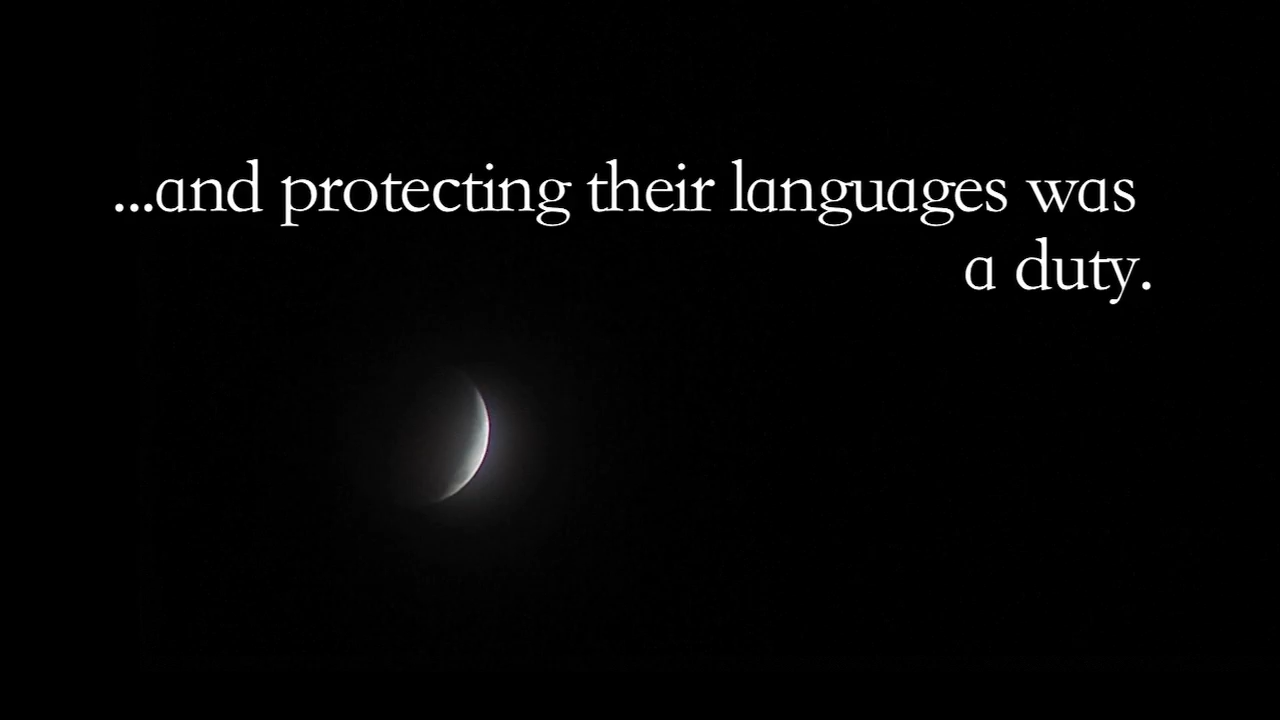 ...and protecting their languages was
a duty.